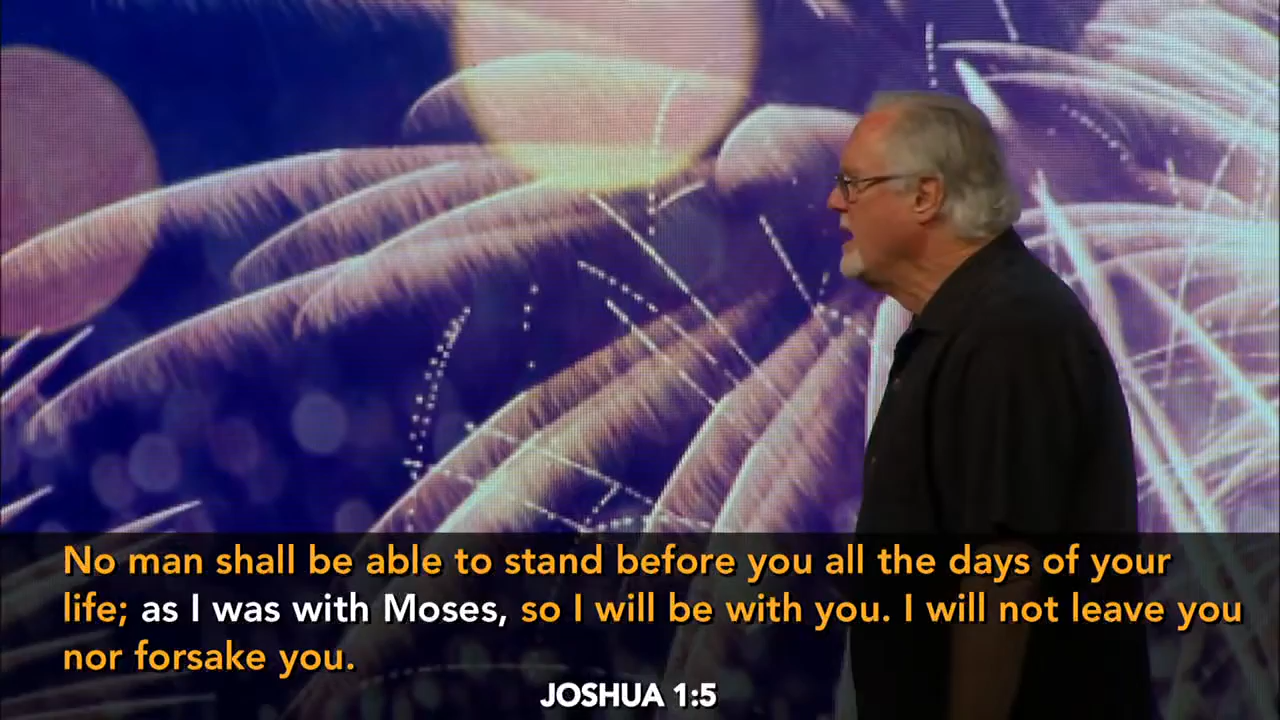 No man shall be able to stand before you all the days of your
life; as I was with Moses, so I will be with you. I will not leave you
nor forsake you.
JOSHUA 1:5